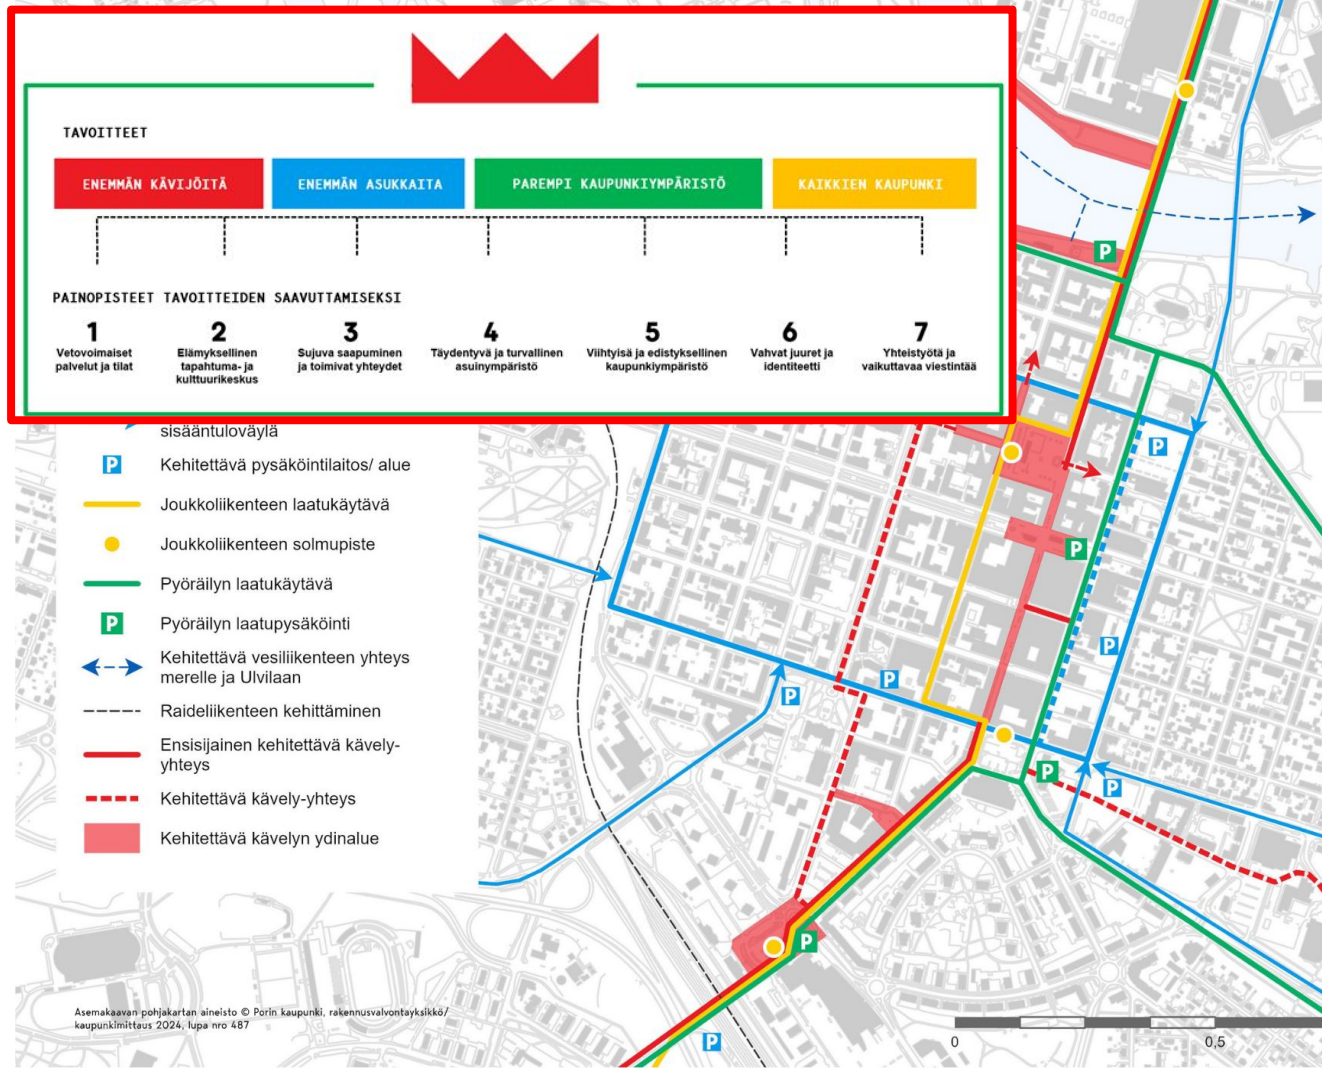 TAVOITTEET
ENEMMÄN KÄVIJÖITÄ
ENEMMÄN ASUKKAITA
PAREMPI KAUPUNKIYMPÄRISTÖ
KAIKKIEN KAUPUNKI
PAINOPISTEET TAVOITTEIDEN SAAVUTTAMISEKSI
1
Vetovoimaiset
palvelut ja tilat
2
Elämyksellinen
tapahtuma- ja
kulttuurikeskus
3
Sujuva saapuminen
ja toimivat yhteydet
4
Täydentyvä ja turvallinen
asuinympäristö
5
Viihtyisä ja edistyksellinen
kaupunkiympäristö
6
Vahvat juuret ja
identiteetti
7
Yhteistyötä ja
vaikuttavaa viestintää
sisääntuloväylä
P Kehitettävä pysäköintilaitos/ alue
Joukkoliikenteen laatukäytävä
Joukkoliikenteen solmupiste
Pyöräilyn laatukäytävä
P Pyöräilyn laatupysäköinti
Kehitettävä vesiliikenteen yhteys
merelle ja Ulvilaan
Raideliikenteen kehittäminen
Ensisijainen kehitettävä kävely-
yhteys
Kehitettävä kävely-yhteys
Kehitettävä kävelyn ydinalue
P
P
P
P
P
P
P
P
P
P
Asemakaavan pohjakartan aineisto © Porin kaupunki, rakennusvalvontayksikkö/
kaupunkimittaus 2024, lupa nro 487
0
0,5